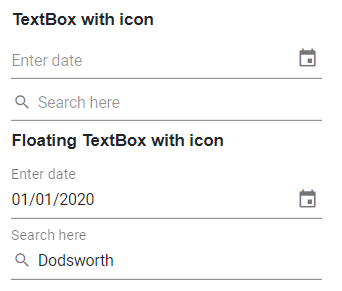 TextBox with icon
Enter date
Search here
Floating TextBox with icon
Enter date
01/01/2020
Search here
Dodsworth